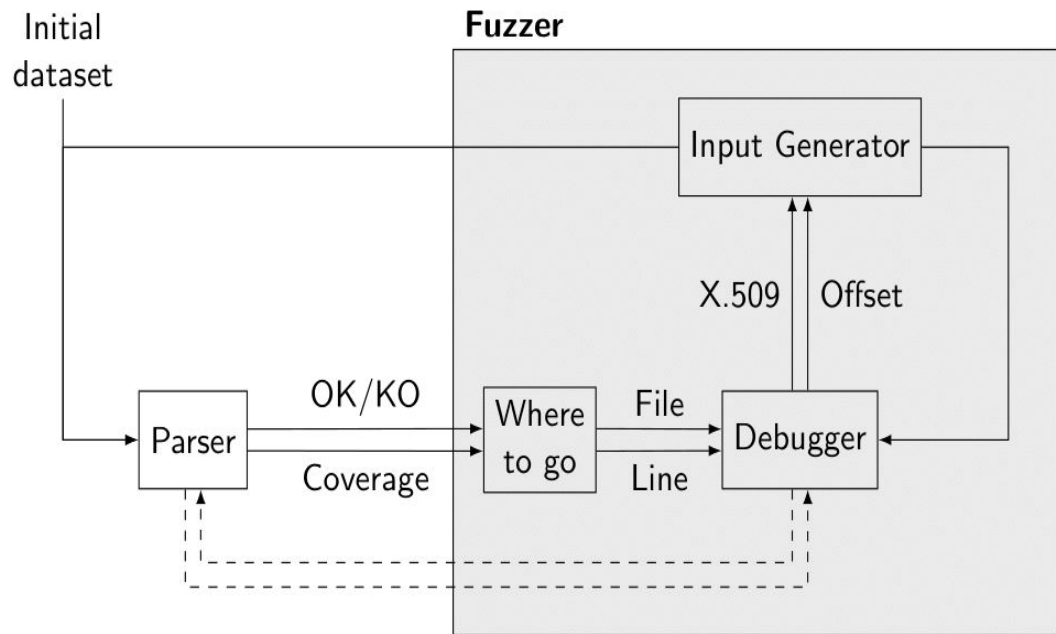 Initial
dataset
Fuzzer
Input Generator
X.509
Offset
OK/KO
Parser
Coverage
Where
to go
File
Line
Debugger